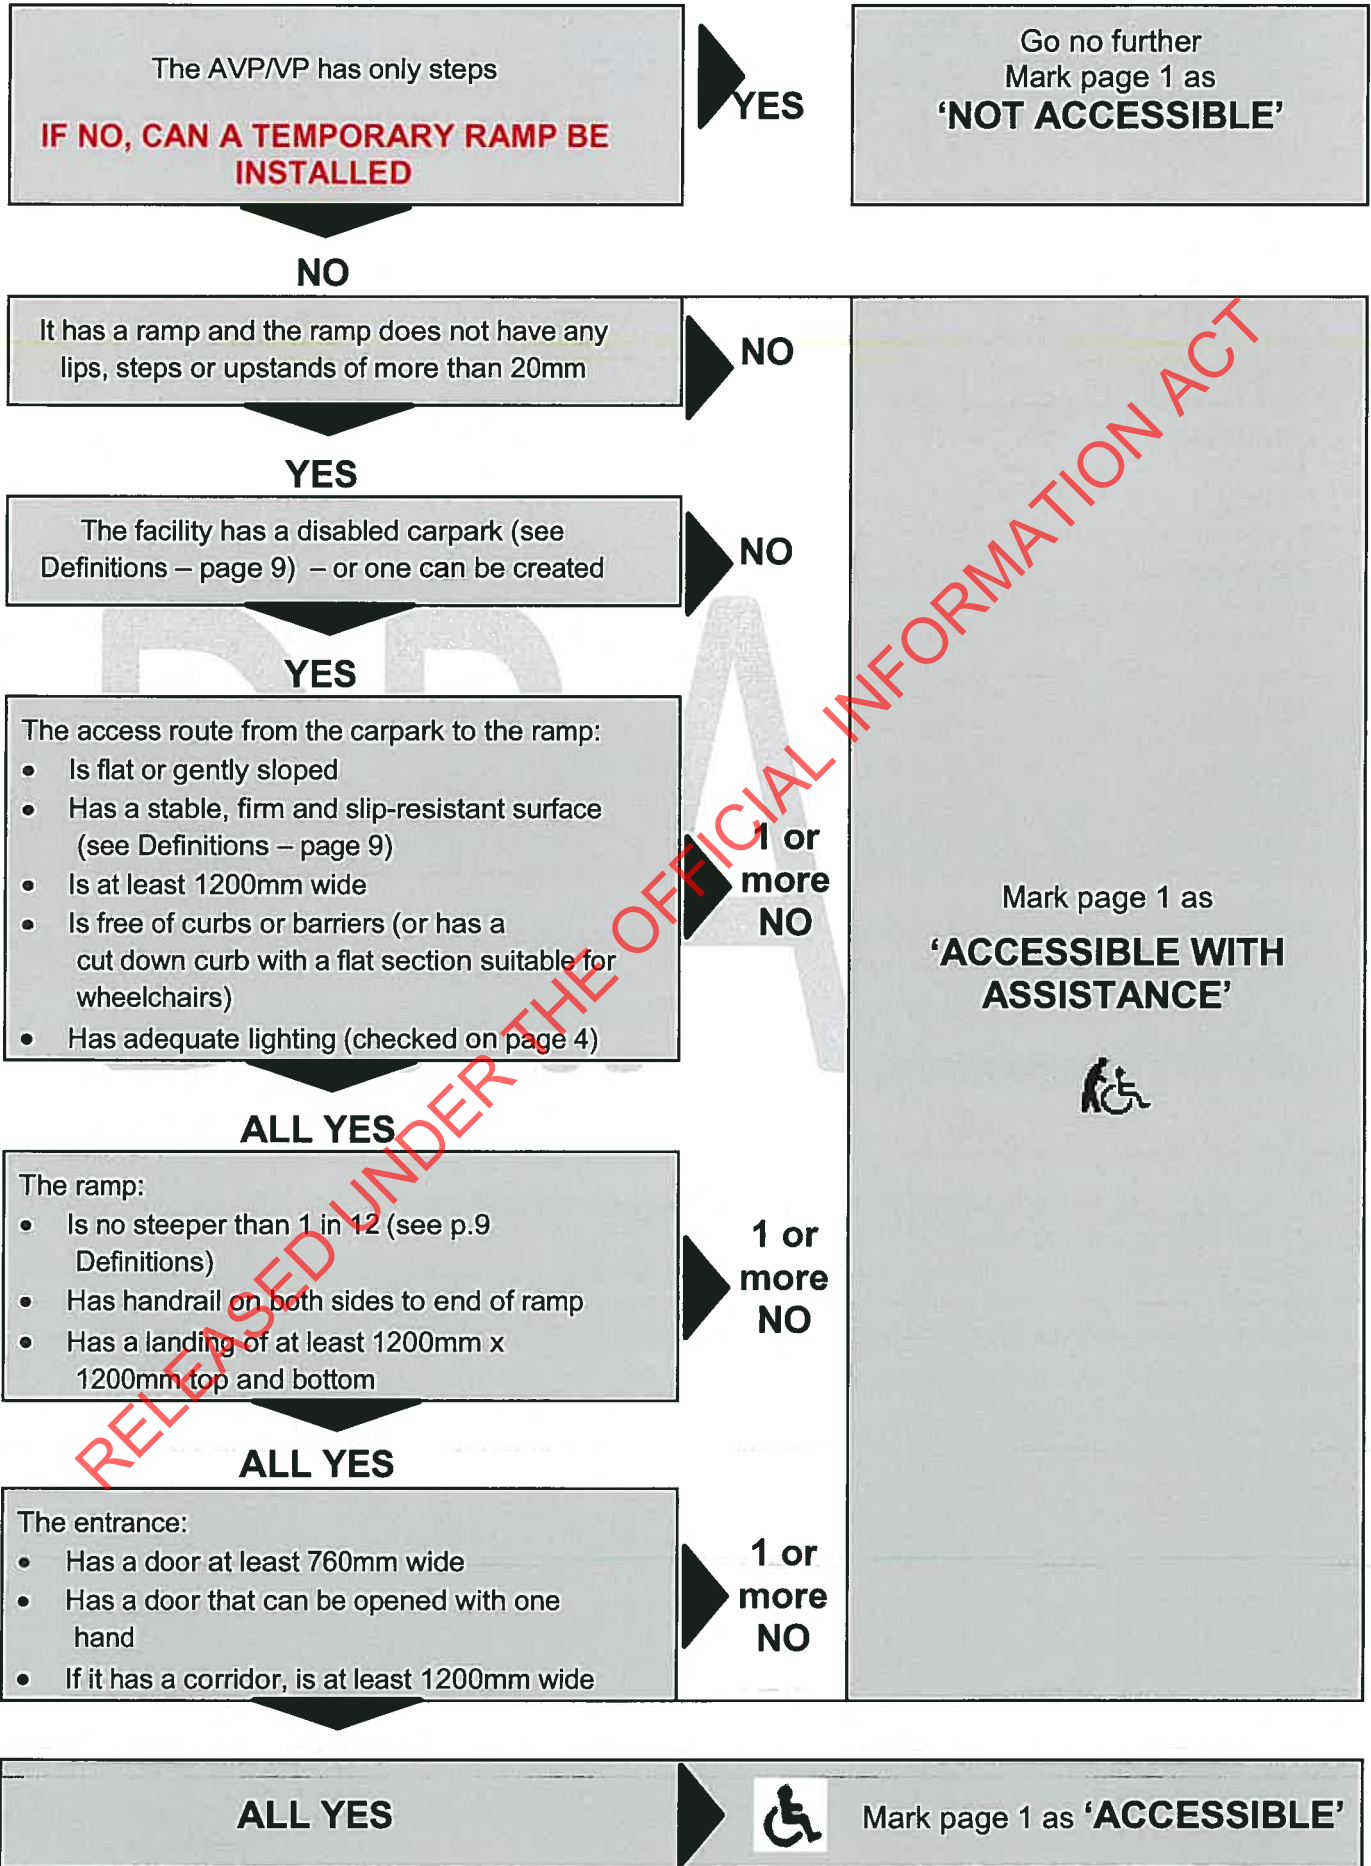 The AVP/VP has only steps
IF NO, CAN A TEMPORARY RAMP BE
INSTALLED
YES
Go no further
Mark page 1 as
‘NOT ACCESSIBLE’
NO
It has a ramp and the ramp does not have any
lips, steps or upstands of more than 20mm
NO
YES
The facility has a disabled carpark (see
Definitions – page 9) – or one can be created
NO
YES
The access route from the carpark to the ramp:
• Is flat or gently sloped
• Has a stable, firm and slip-resistant surface
(see Definitions – page 9)
• Is at least 1200mm wide
• Is free of curbs or barriers (or has a
cut down curb with a flat section suitable for
wheelchairs)
• Has adequate lighting (checked on page 4)
1 or
more
NO
Mark page 1 as
‘ACCESSIBLE WITH
ASSISTANCE’
ALL YES
The ramp:
• Is no steeper than 1 in 12 (see p.9
Definitions)
• Has handrail on both sides to end of ramp
• Has a landing of at least 1200mm x
1200mm top and bottom
1 or
more
NO
ALL YES
The entrance:
• Has a door at least 760mm wide
• Has a door that can be opened with one
hand
• If it has a corridor, is at least 1200mm wide
1 or
more
NO
ALL YES
Mark page 1 as ‘ACCESSIBLE’
RELEASED UNDER THE OFFICIAL INFORMATION ACT